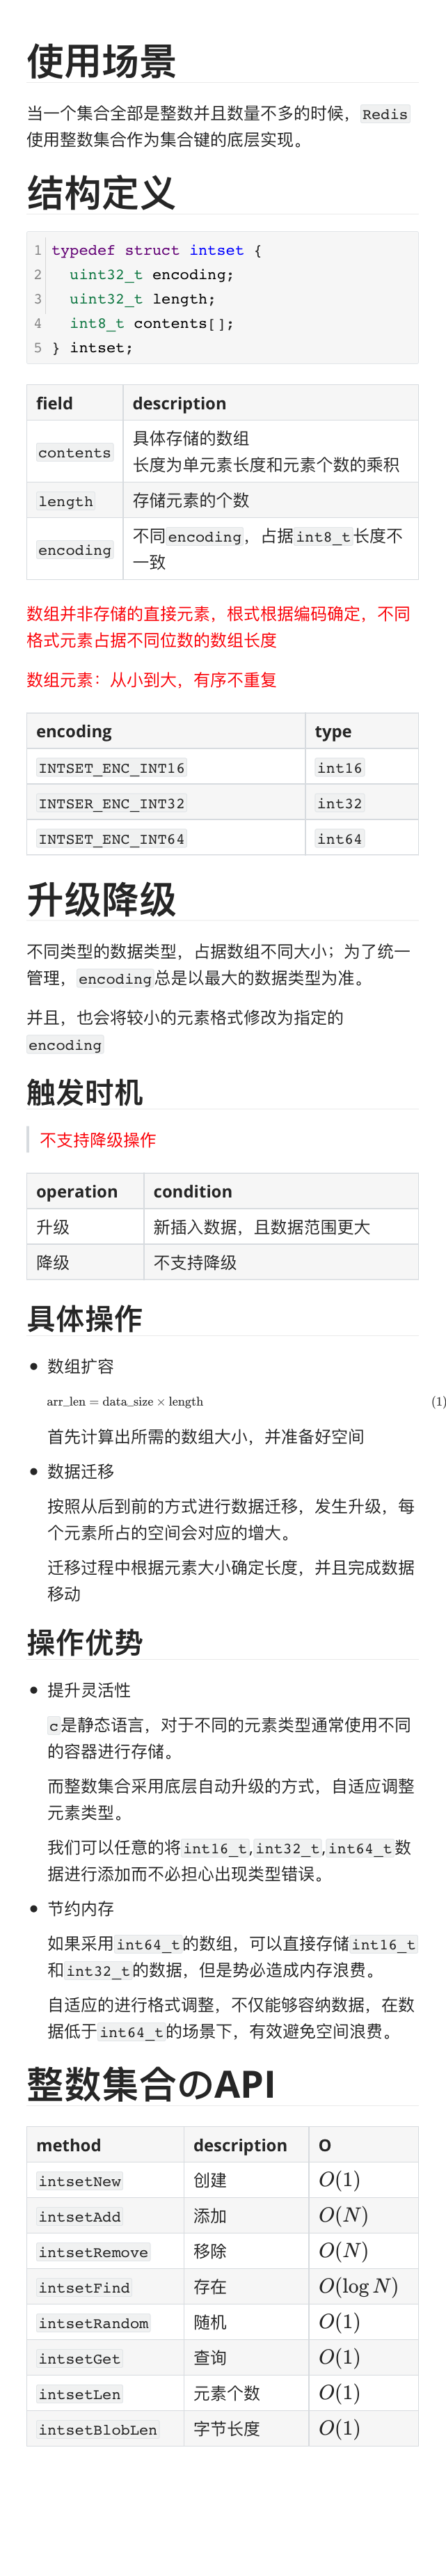 使用场景
当一个集合全部是整数并且数量不多的时候，Redis
使用整数集合作为集合键的底层实现。
结构定义
1 typedef struct intset {
2   uint32_t encoding;
3   uint32_t length;
4   int8_t contents[];
5 } intset;
field description
contents 具体存储的数组
长度为单元素长度和元素个数的乘积
length 存储元素的个数
encoding 不同encoding，占据int8_t长度不
一致
数组并非存储的直接元素，根式根据编码确定，不同
格式元素占据不同位数的数组长度
数组元素：从小到大，有序不重复
encoding type
INTSET_ENC_INT16 int16
INTSER_ENC_INT32 int32
INTSET_ENC_INT64 int64
升级降级
不同类型的数据类型，占据数组不同大小；为了统一
管理，encoding总是以最大的数据类型为准。
并且，也会将较小的元素格式修改为指定的
encoding
触发时机
不支持降级操作
operation condition
升级 新插入数据，且数据范围更大
降级 不支持降级
具体操作
• 数组扩容
arr_len = data_size × length (1)
首先计算出所需的数组大小，并准备好空间
• 数据迁移
按照从后到前的方式进行数据迁移，发生升级，每
个元素所占的空间会对应的增大。
迁移过程中根据元素大小确定长度，并且完成数据
移动
操作优势
• 提升灵活性
c是静态语言，对于不同的元素类型通常使用不同
的容器进行存储。
而整数集合采用底层自动升级的方式，自适应调整
元素类型。
我们可以任意的将int16_t,int32_t,int64_t数
据进行添加而不必担心出现类型错误。
• 节约内存
如果采用int64_t的数组，可以直接存储int16_t
和int32_t的数据，但是势必造成内存浪费。
自适应的进行格式调整，不仅能够容纳数据，在数
据低于int64_t的场景下，有效避免空间浪费。
整数集合のAPI
method description O
intsetNew 创建 O(1)
intsetAdd 添加 O(N)
intsetRemove 移除 O(N)
intsetFind 存在 O(log N)
intsetRandom 随机 O(1)
intsetGet 查询 O(1)
intsetLen 元素个数 O(1)
intsetBlobLen 字节长度 O(1)